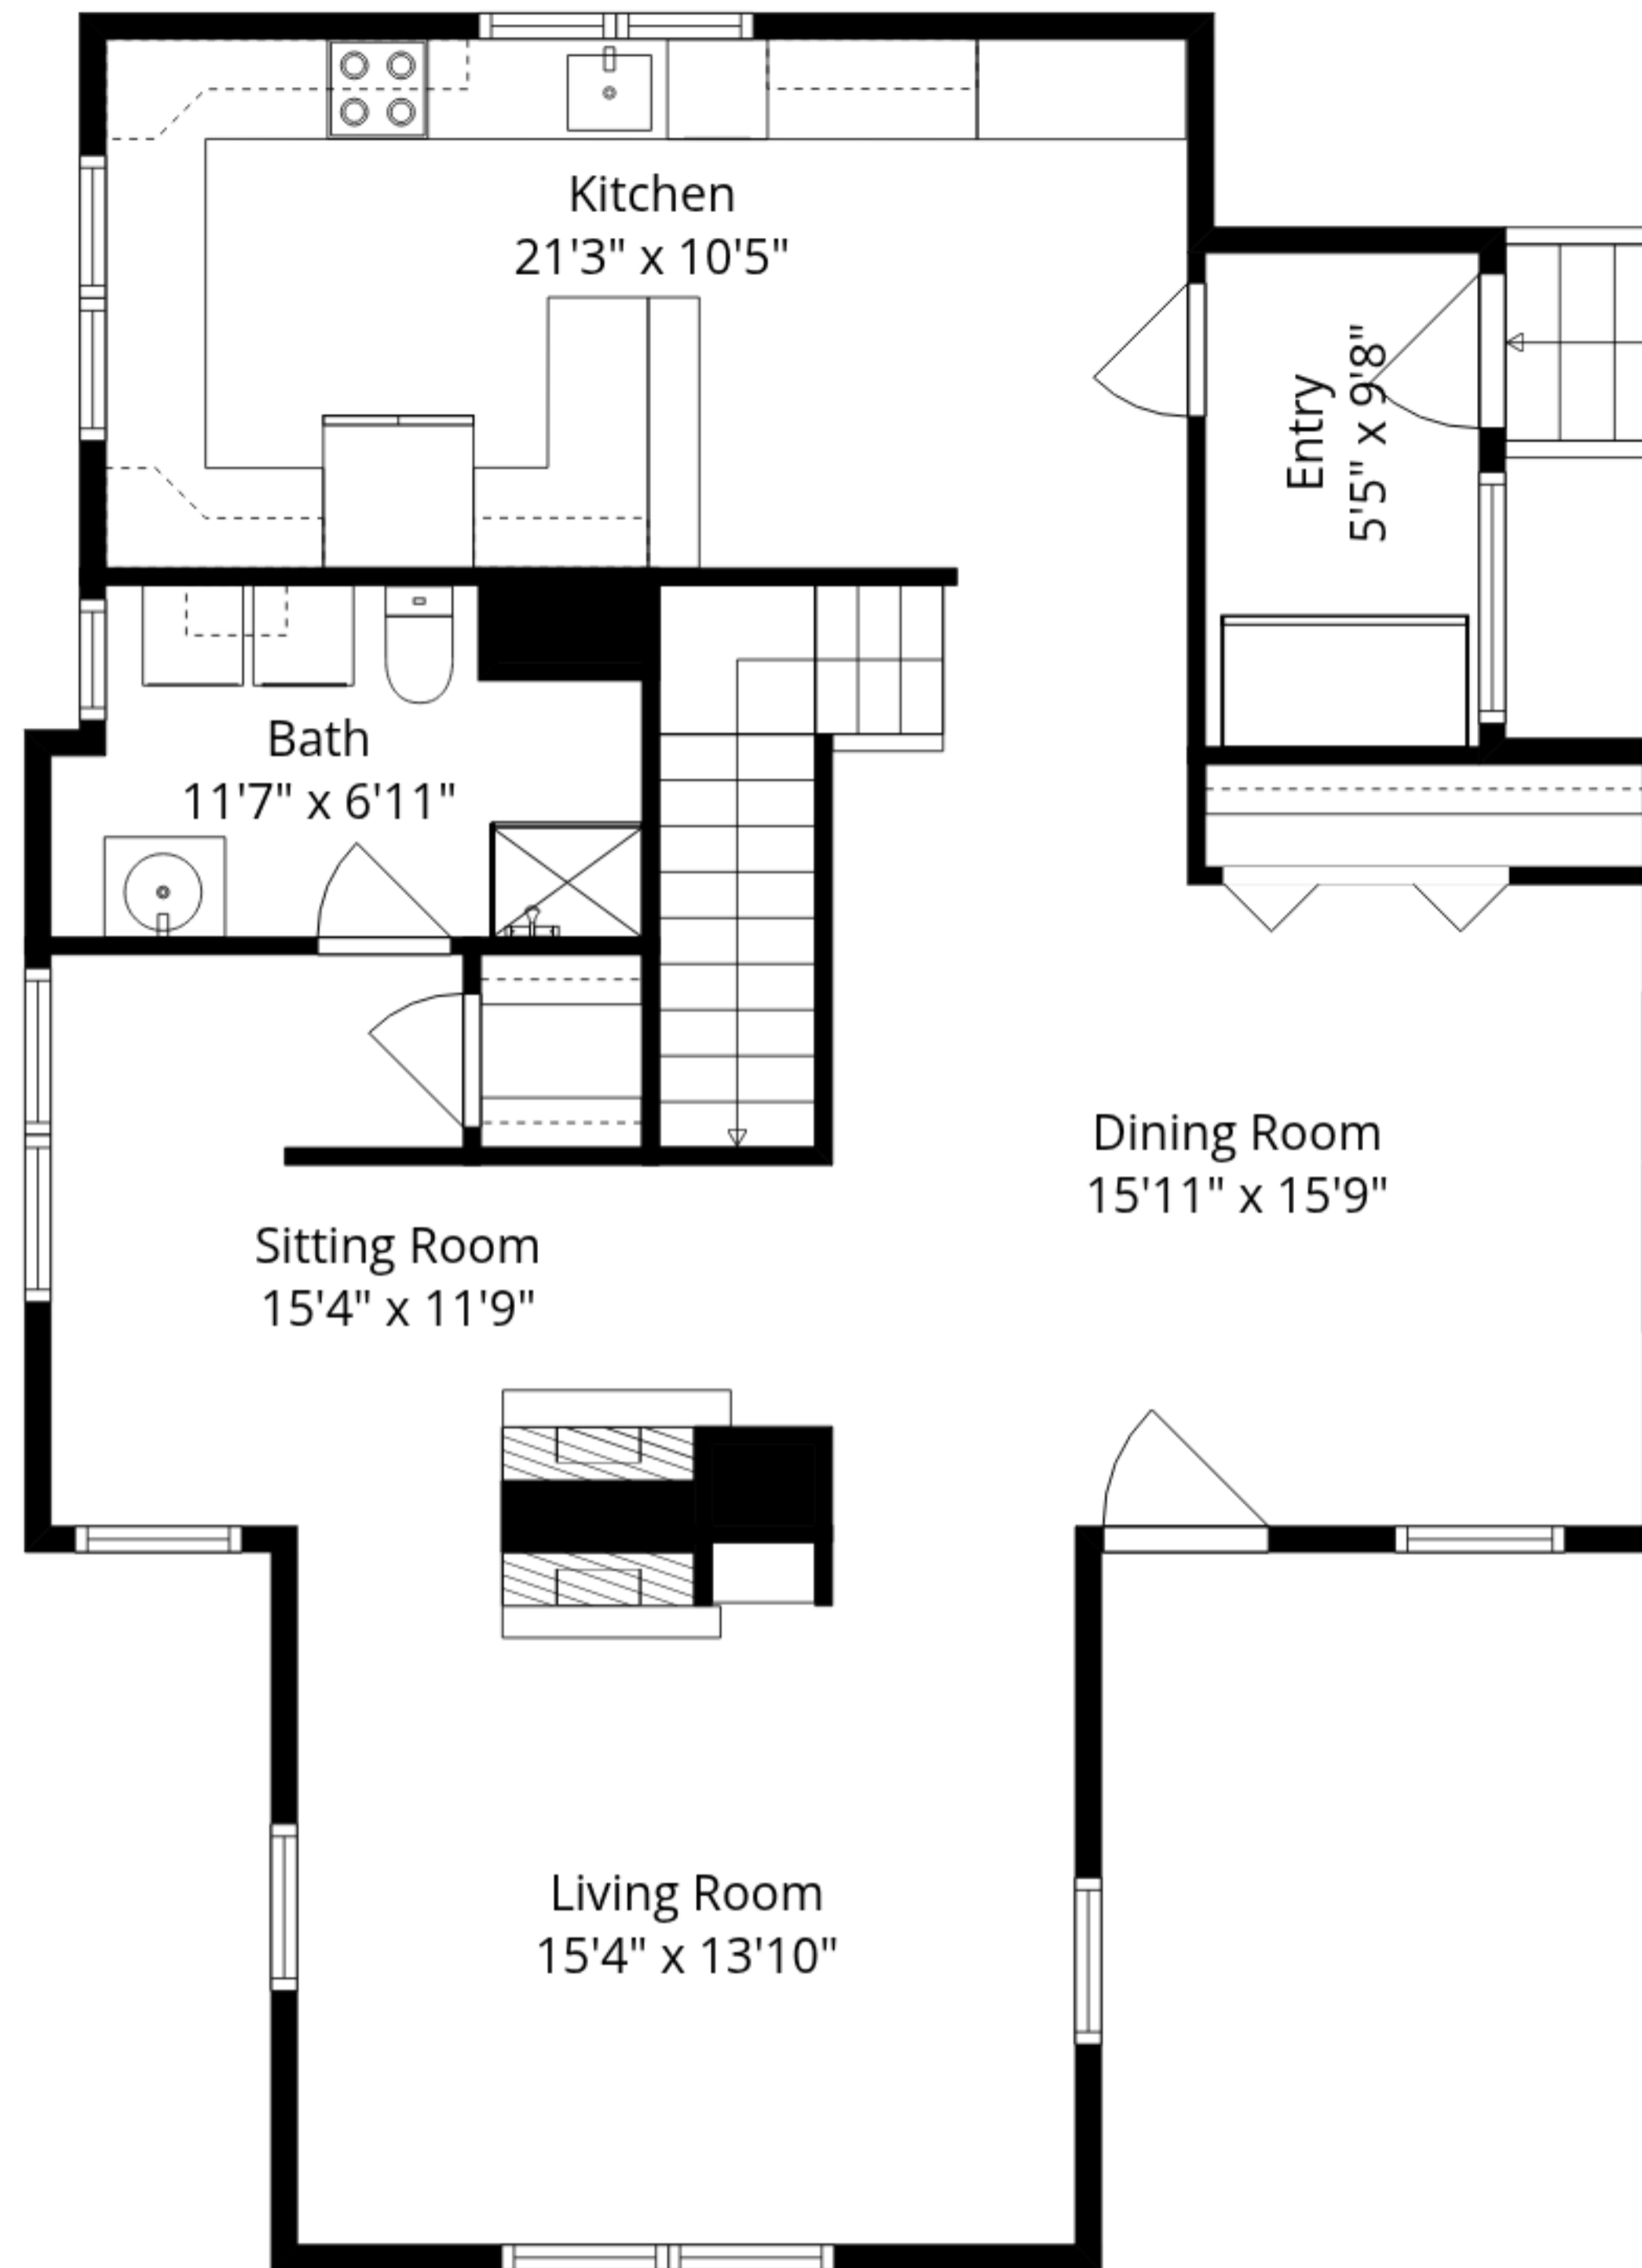 Kitchen
21'3" x 10'5"
Entry
5'5" x 9'8"
Bath
11'7" x 6'11"
Dining Room
15'11" x 15'9"
Sitting Room
15'4" x 11'9"
Living Room
15'4" x 13'10"